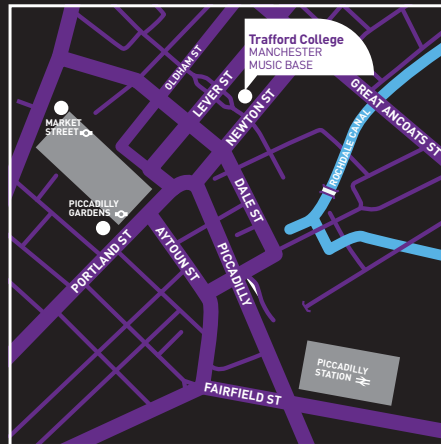 Trafford College
MANCHESTER
MUSIC BASE
OLDHAM ST
LEVER ST
NEWTON ST
GREAT ANCOATS ST
ROCHDALE CANAL
MARKET
STREET
PICCADILLY
GARDENS
DALE ST
PORTLAND ST
AYTOUN ST
PICCADILLY
PICCADILLY
STATION
FAIRFIELD ST